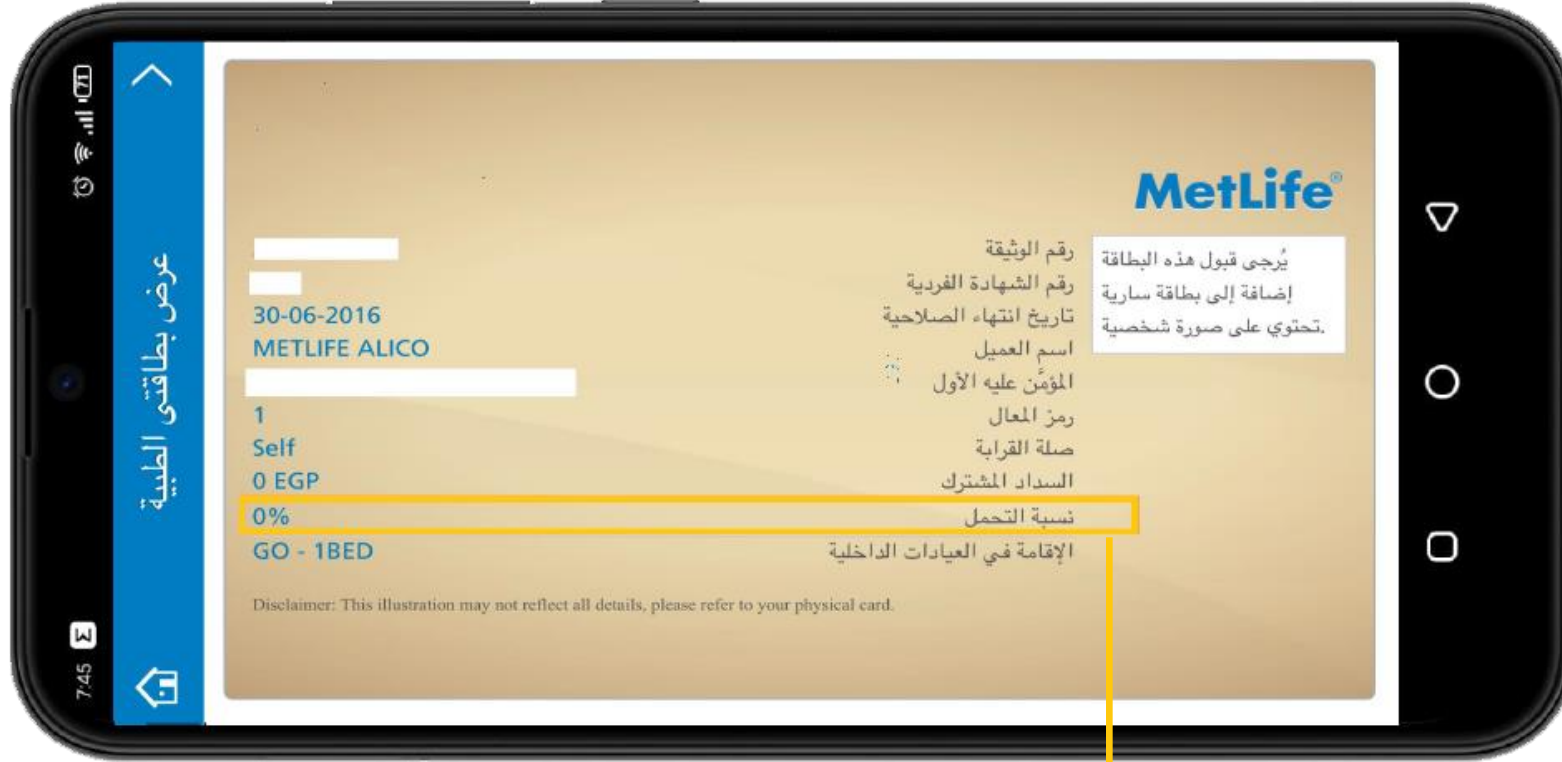 7:45
71
عرض بطاقتي الطبية
MetLife®
يُرجى قبول هذه البطاقة
إضافة إلى بطاقة سارية
تحتوي على صورة شخصية.
رقم الوثيقة
رقم الشهادة الفردية
تاريخ انتهاء الصلاحية 30-06-2016
اسم العميل METLIFE ALICO
المؤمَّن عليه الأول
رمز المعال 1
صلة القرابة Self
السداد المشترك 0 EGP
نسبة التحمل 0%
الإقامة في العيادات الداخلية GO - 1BED
Disclaimer: This illustration may not reflect all details, please refer to your physical card.